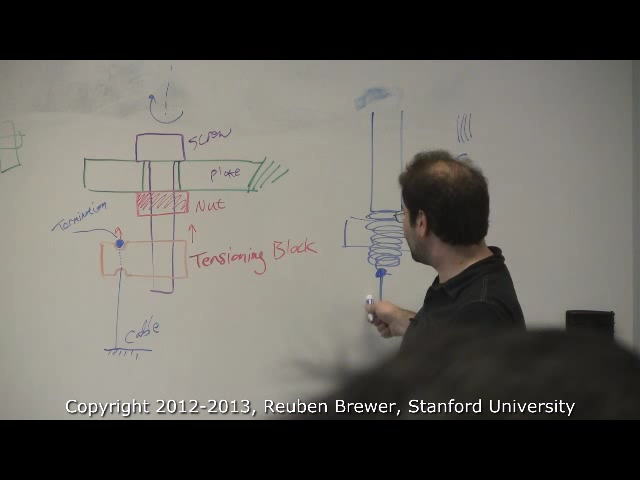 Screw
plate
Nut
Termination
Tensioning Block
Cable
Copyright 2012-2013, Reuben Brewer, Stanford University